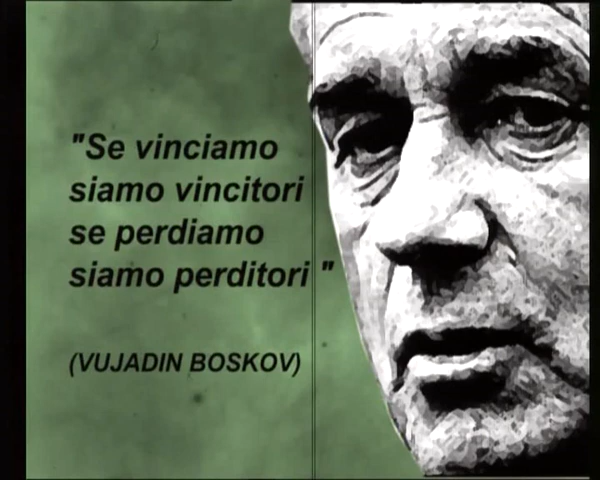 "Se vinciamo
siamo vincitori
se perdiamo
siamo perditori "
(VUJADIN BOSKOV)